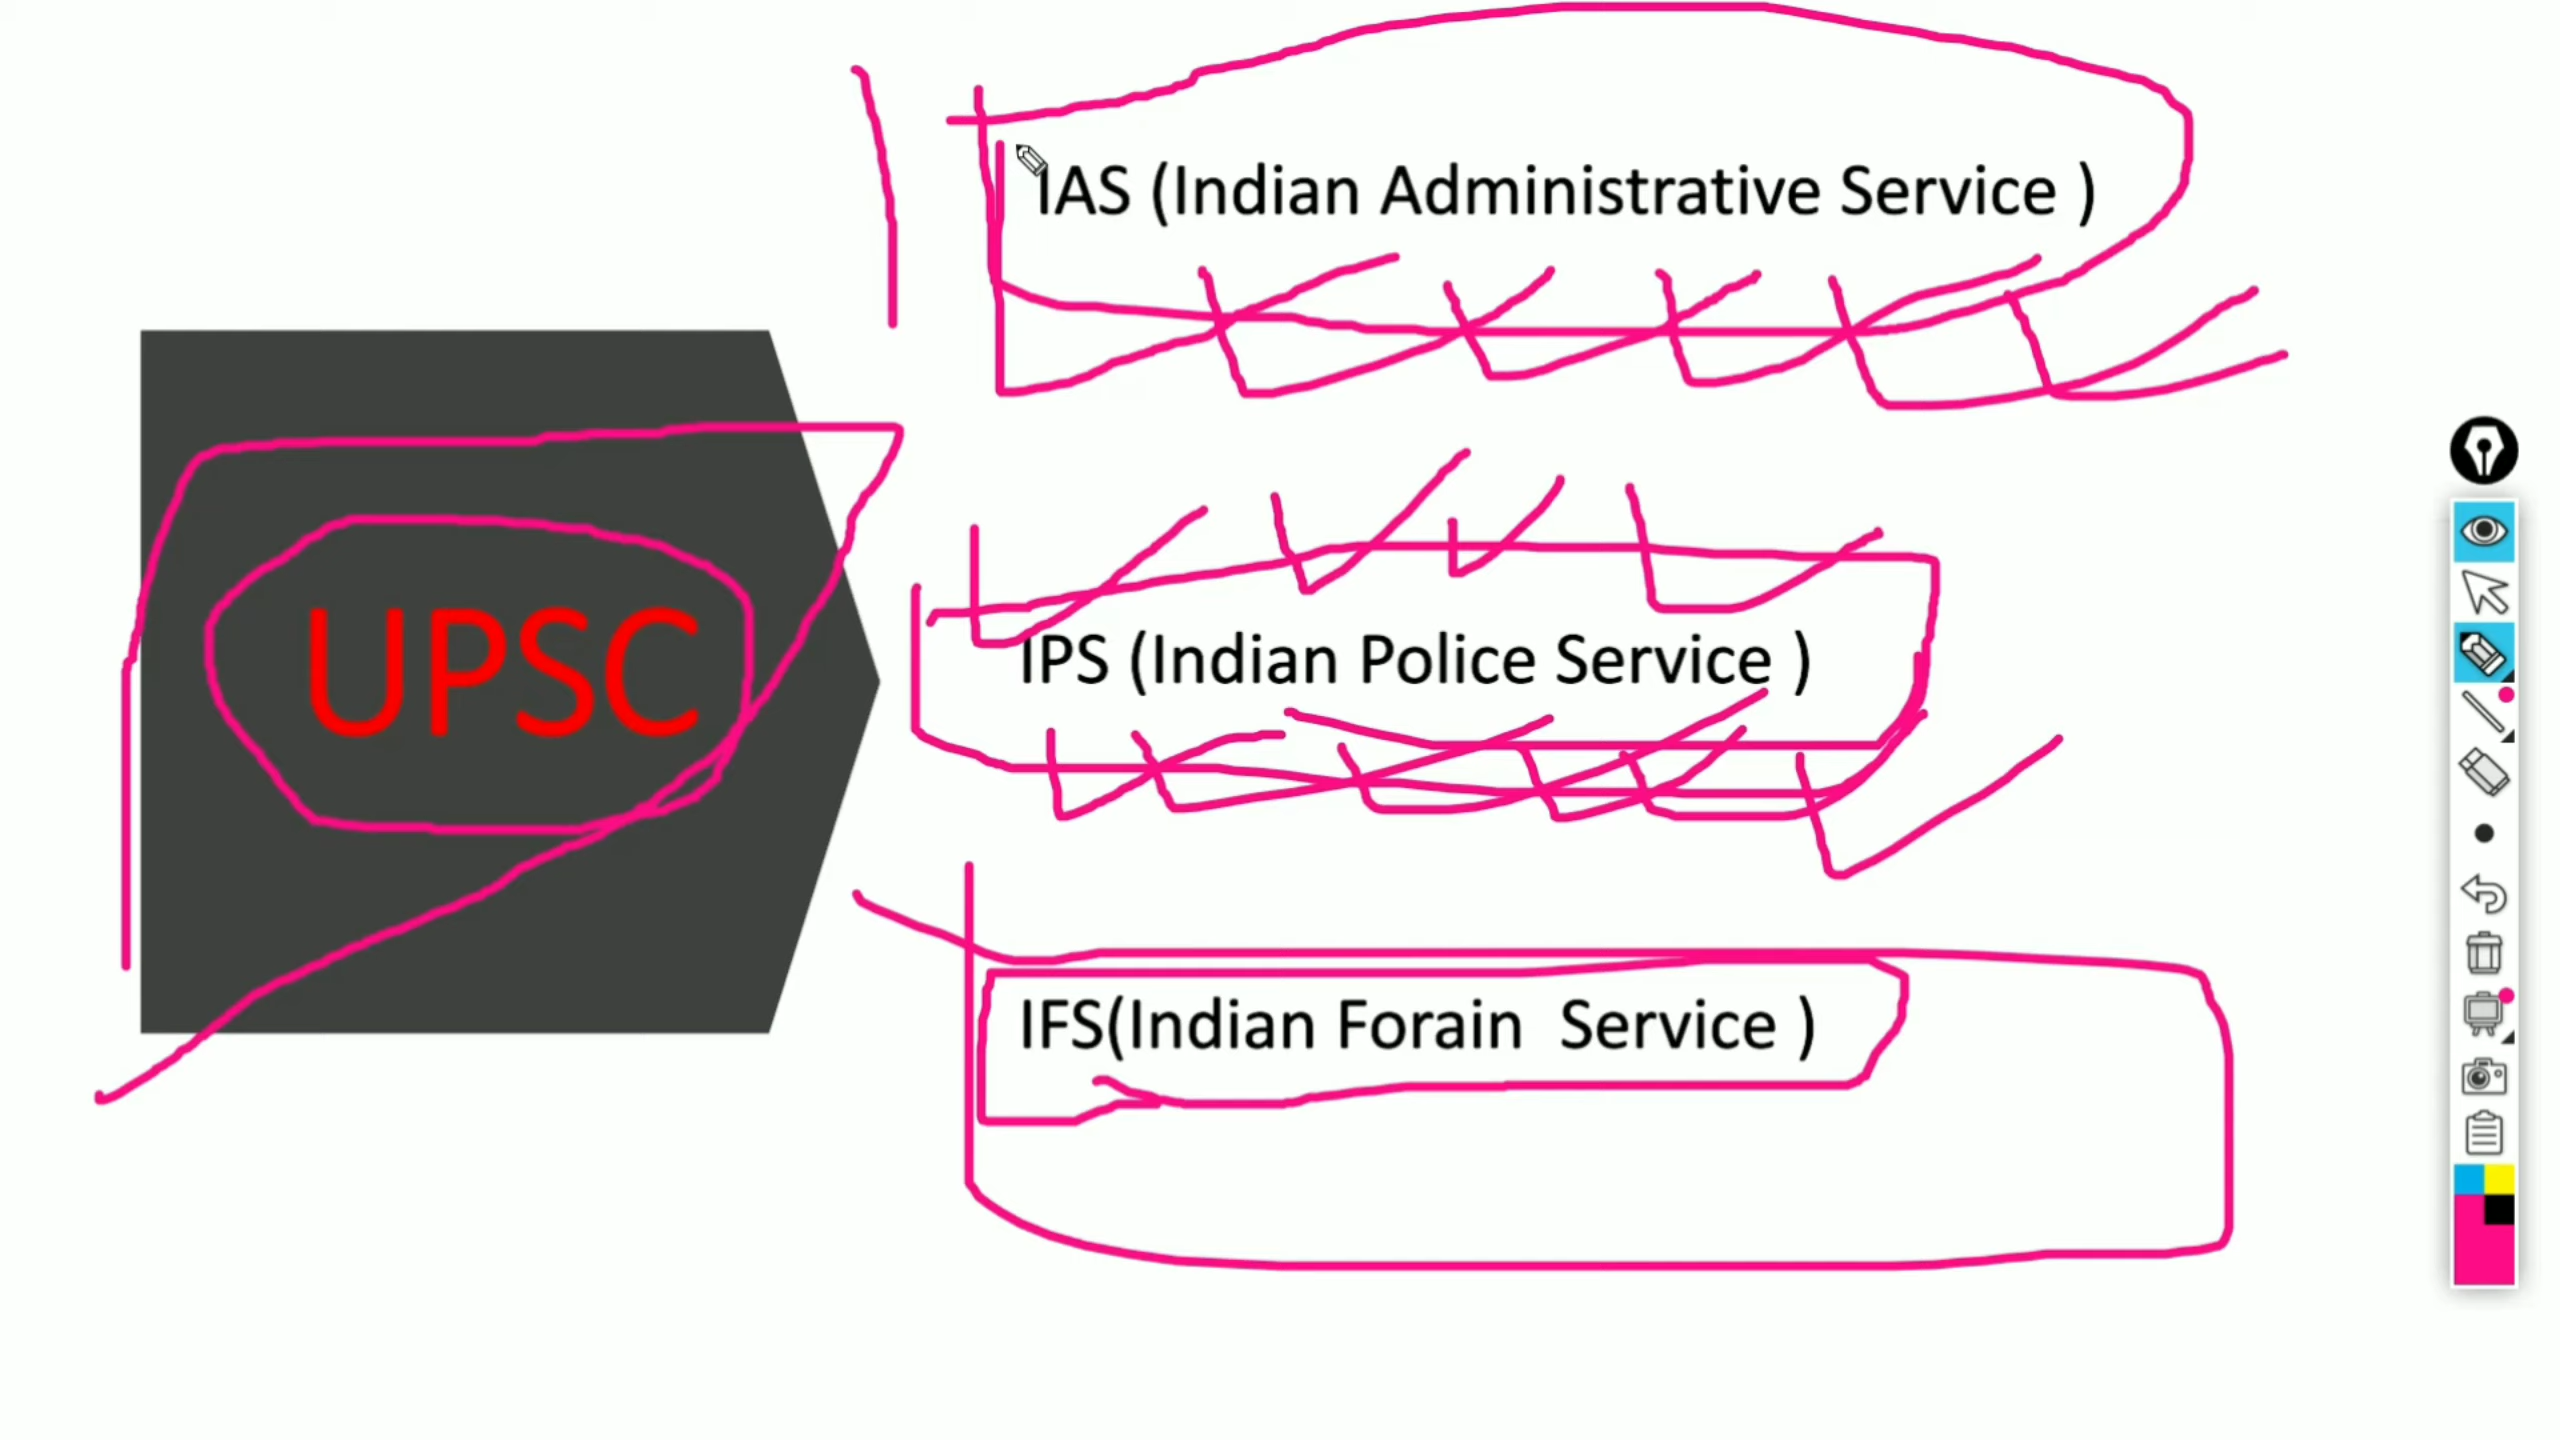 IAS (Indian Administrative Service )
UPSC
IPS (Indian Police Service )
IFS(Indian Forain  Service )